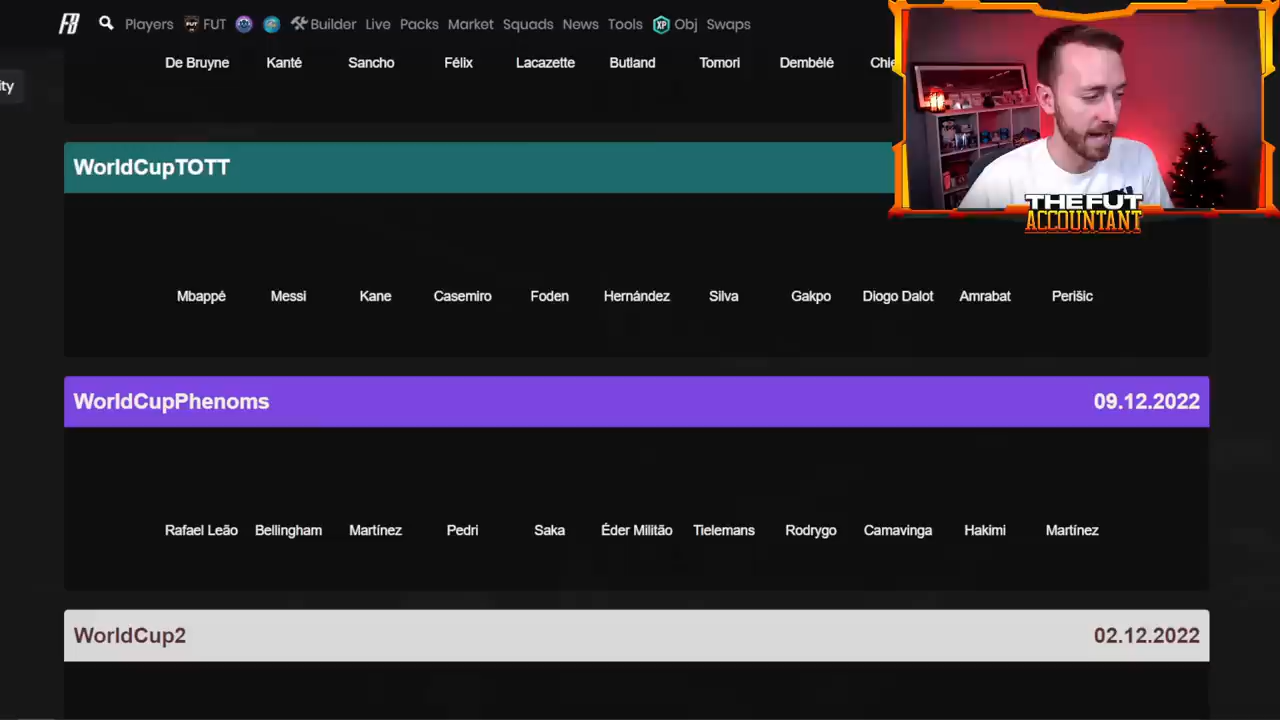 FB Players FUT Builder Live Packs Market Squads News Tools XP Obj Swaps
De Bruyne Kanté Sancho Félix Lacazette Butland Tomori Dembélé Chie
ity
WorldCupTOTT
THE FUT
ACCOUNTANT
Mbappé Messi Kane Casemiro Foden Hernández Silva Gakpo Diogo Dalot Amrabat Perišic
WorldCupPhenoms 09.12.2022
Rafael Leão Bellingham Martínez Pedri Saka Éder Militão Tielemans Rodrygo Camavinga Hakimi Martínez
WorldCup2 02.12.2022